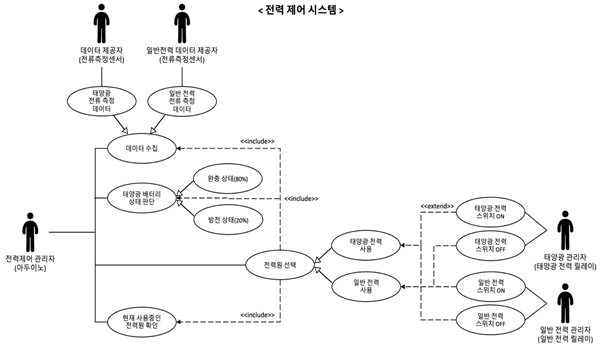 < 전력 제어 시스템 >
데이터 제공자
(전류측정센서)
일반전력 데이터 제공자
(전류측정센서)
태양광
전류 측정
데이터
일반 전력
전류 측정
데이터
데이터 수집
<<include>>
완충 상태(80%)
태양광 배터리
상태 판단
<<include>>
방전 상태(20%)
전력제어 관리자
(아두이노)
전력원 선택
태양광 전력
사용
일반 전력
사용
<<extend>>
태양광 전력
스위치 ON
태양광 전력
스위치 OFF
태양광 관리자
(태양광 전력 릴레이)
일반 전력
스위치 ON
일반 전력
스위치 OFF
일반 전력 관리자
(일반 전력 릴레이)
<<include>>
현재 사용중인
전력원 확인